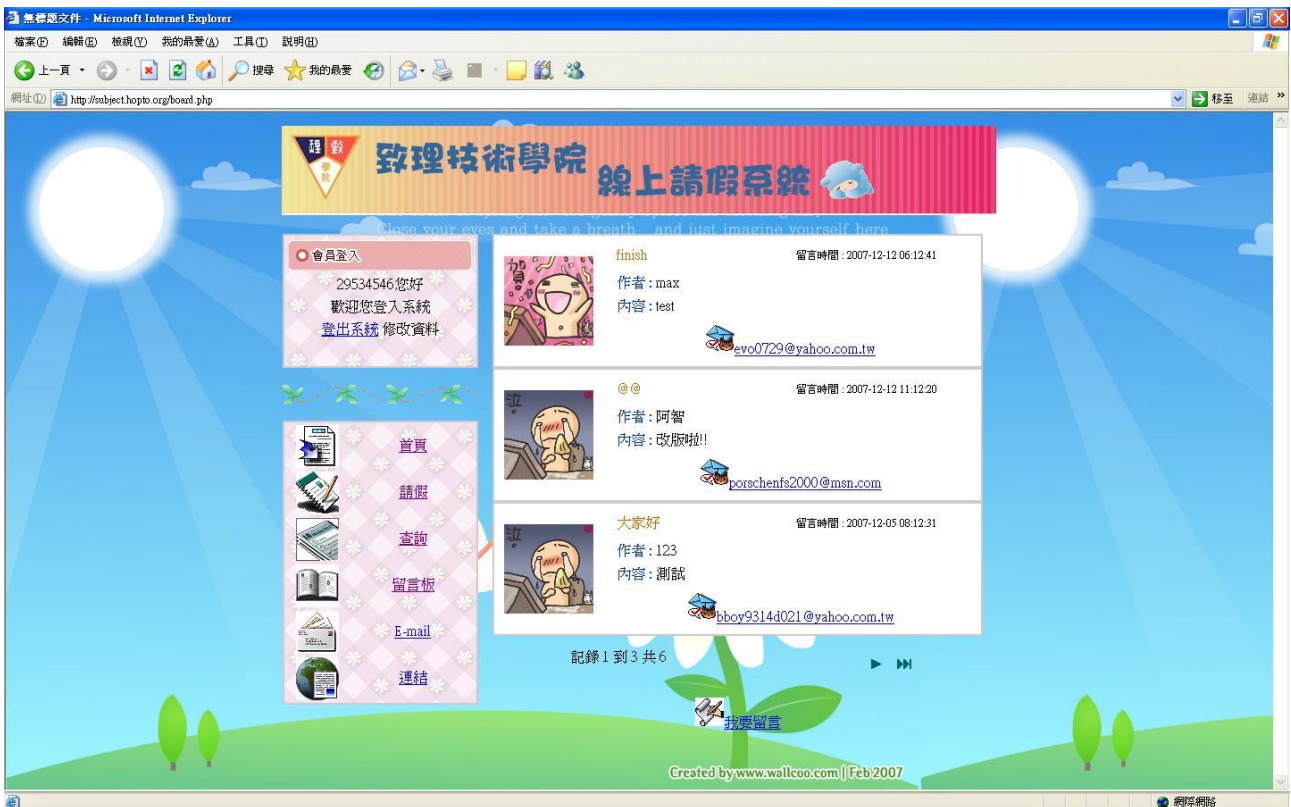 無標題文件 - Microsoft Internet Explorer
檔案(F) 編輯(E) 檢視(V) 我的最愛(A) 工具(T) 說明(H)
上一頁 搜尋 我的最愛
網址(D) http://subject.hopto.org/board.php 移至 連結 »
致理技術學院 線上請假系統
Close your eyes and take a breath and just imagine yourself here
會員登入
29534546您好
歡迎您登入系統
登出系統 修改資料
首頁
請假
查詢
留言板
E-mail
連結
賀
finish 留言時間 : 2007-12-12 06:12:41
作者 : max
內容 : test
evo0729@yahoo.com.tw
泣
@@ 留言時間 : 2007-12-12 11:12:20
作者 : 阿智
內容 : 改版啦!!
porschenfs2000@msn.com
泣
大家好 留言時間 : 2007-12-05 08:12:31
作者 : 123
內容 : 測試
bboy9314d021@yahoo.com.tw
記錄 1 到 3 共 6
我要留言
Created by www.wallcoo.com | Feb 2007
網際網路